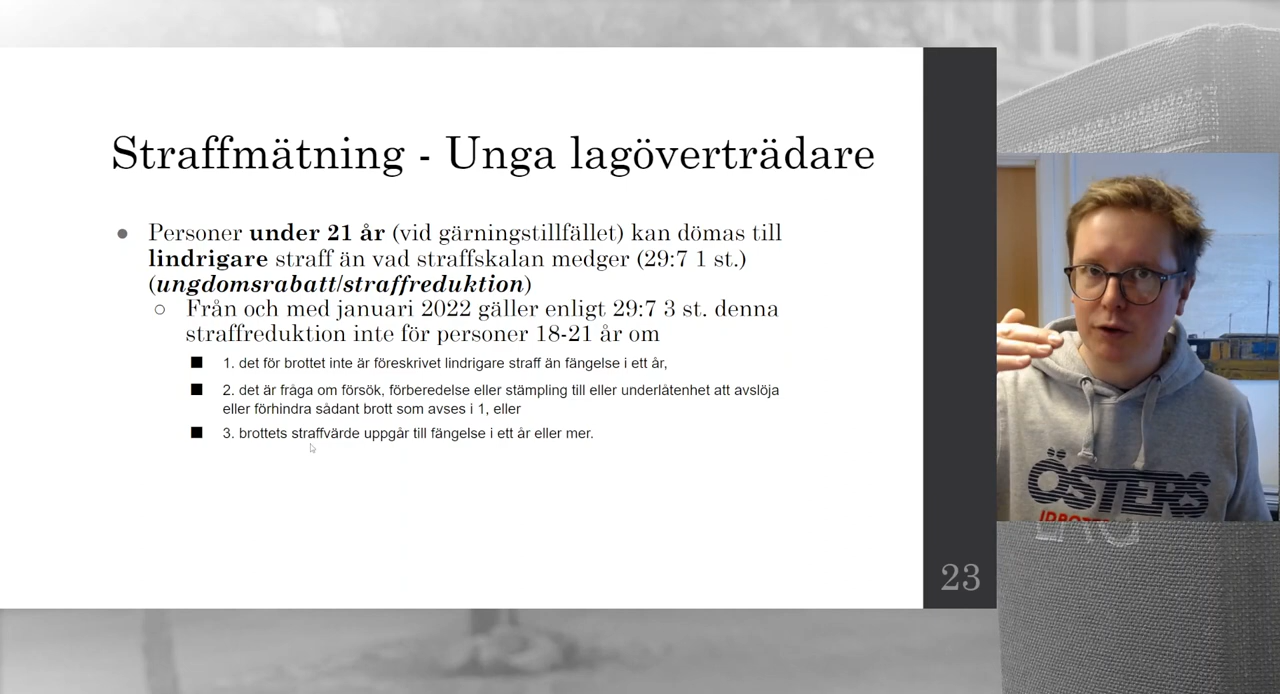 Straffmätning - Unga lagöverträdare
Personer under 21 år (vid gärningstillfället) kan dömas till
lindrigare straff än vad straffskalan medger (29:7 1 st.)
(ungdomsrabatt/straffreduktion)
Från och med januari 2022 gäller enligt 29:7 3 st. denna
straffreduktion inte för personer 18-21 år om
1. det för brottet inte är föreskrivet lindrigare straff än fängelse i ett år,
2. det är fråga om försök, förberedelse eller stämpling till eller underlåtenhet att avslöja
eller förhindra sådant brott som avses i 1, eller
3. brottets straffvärde uppgår till fängelse i ett år eller mer.
23
ÖSTERS